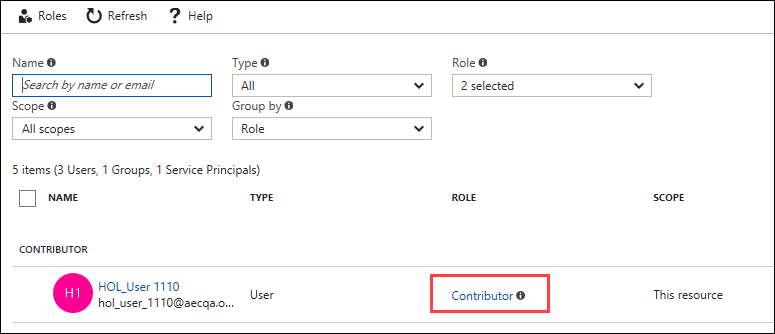 Roles Refresh Help
Name Type Role
Search by name or email All 2 selected
Scope Group by
All scopes Role
5 items (3 Users, 1 Groups, 1 Service Principals)
NAME TYPE ROLE SCOPE
CONTRIBUTOR
H1 HOL_User 1110 User Contributor This resource
hol_user_1110@aecqa.o...